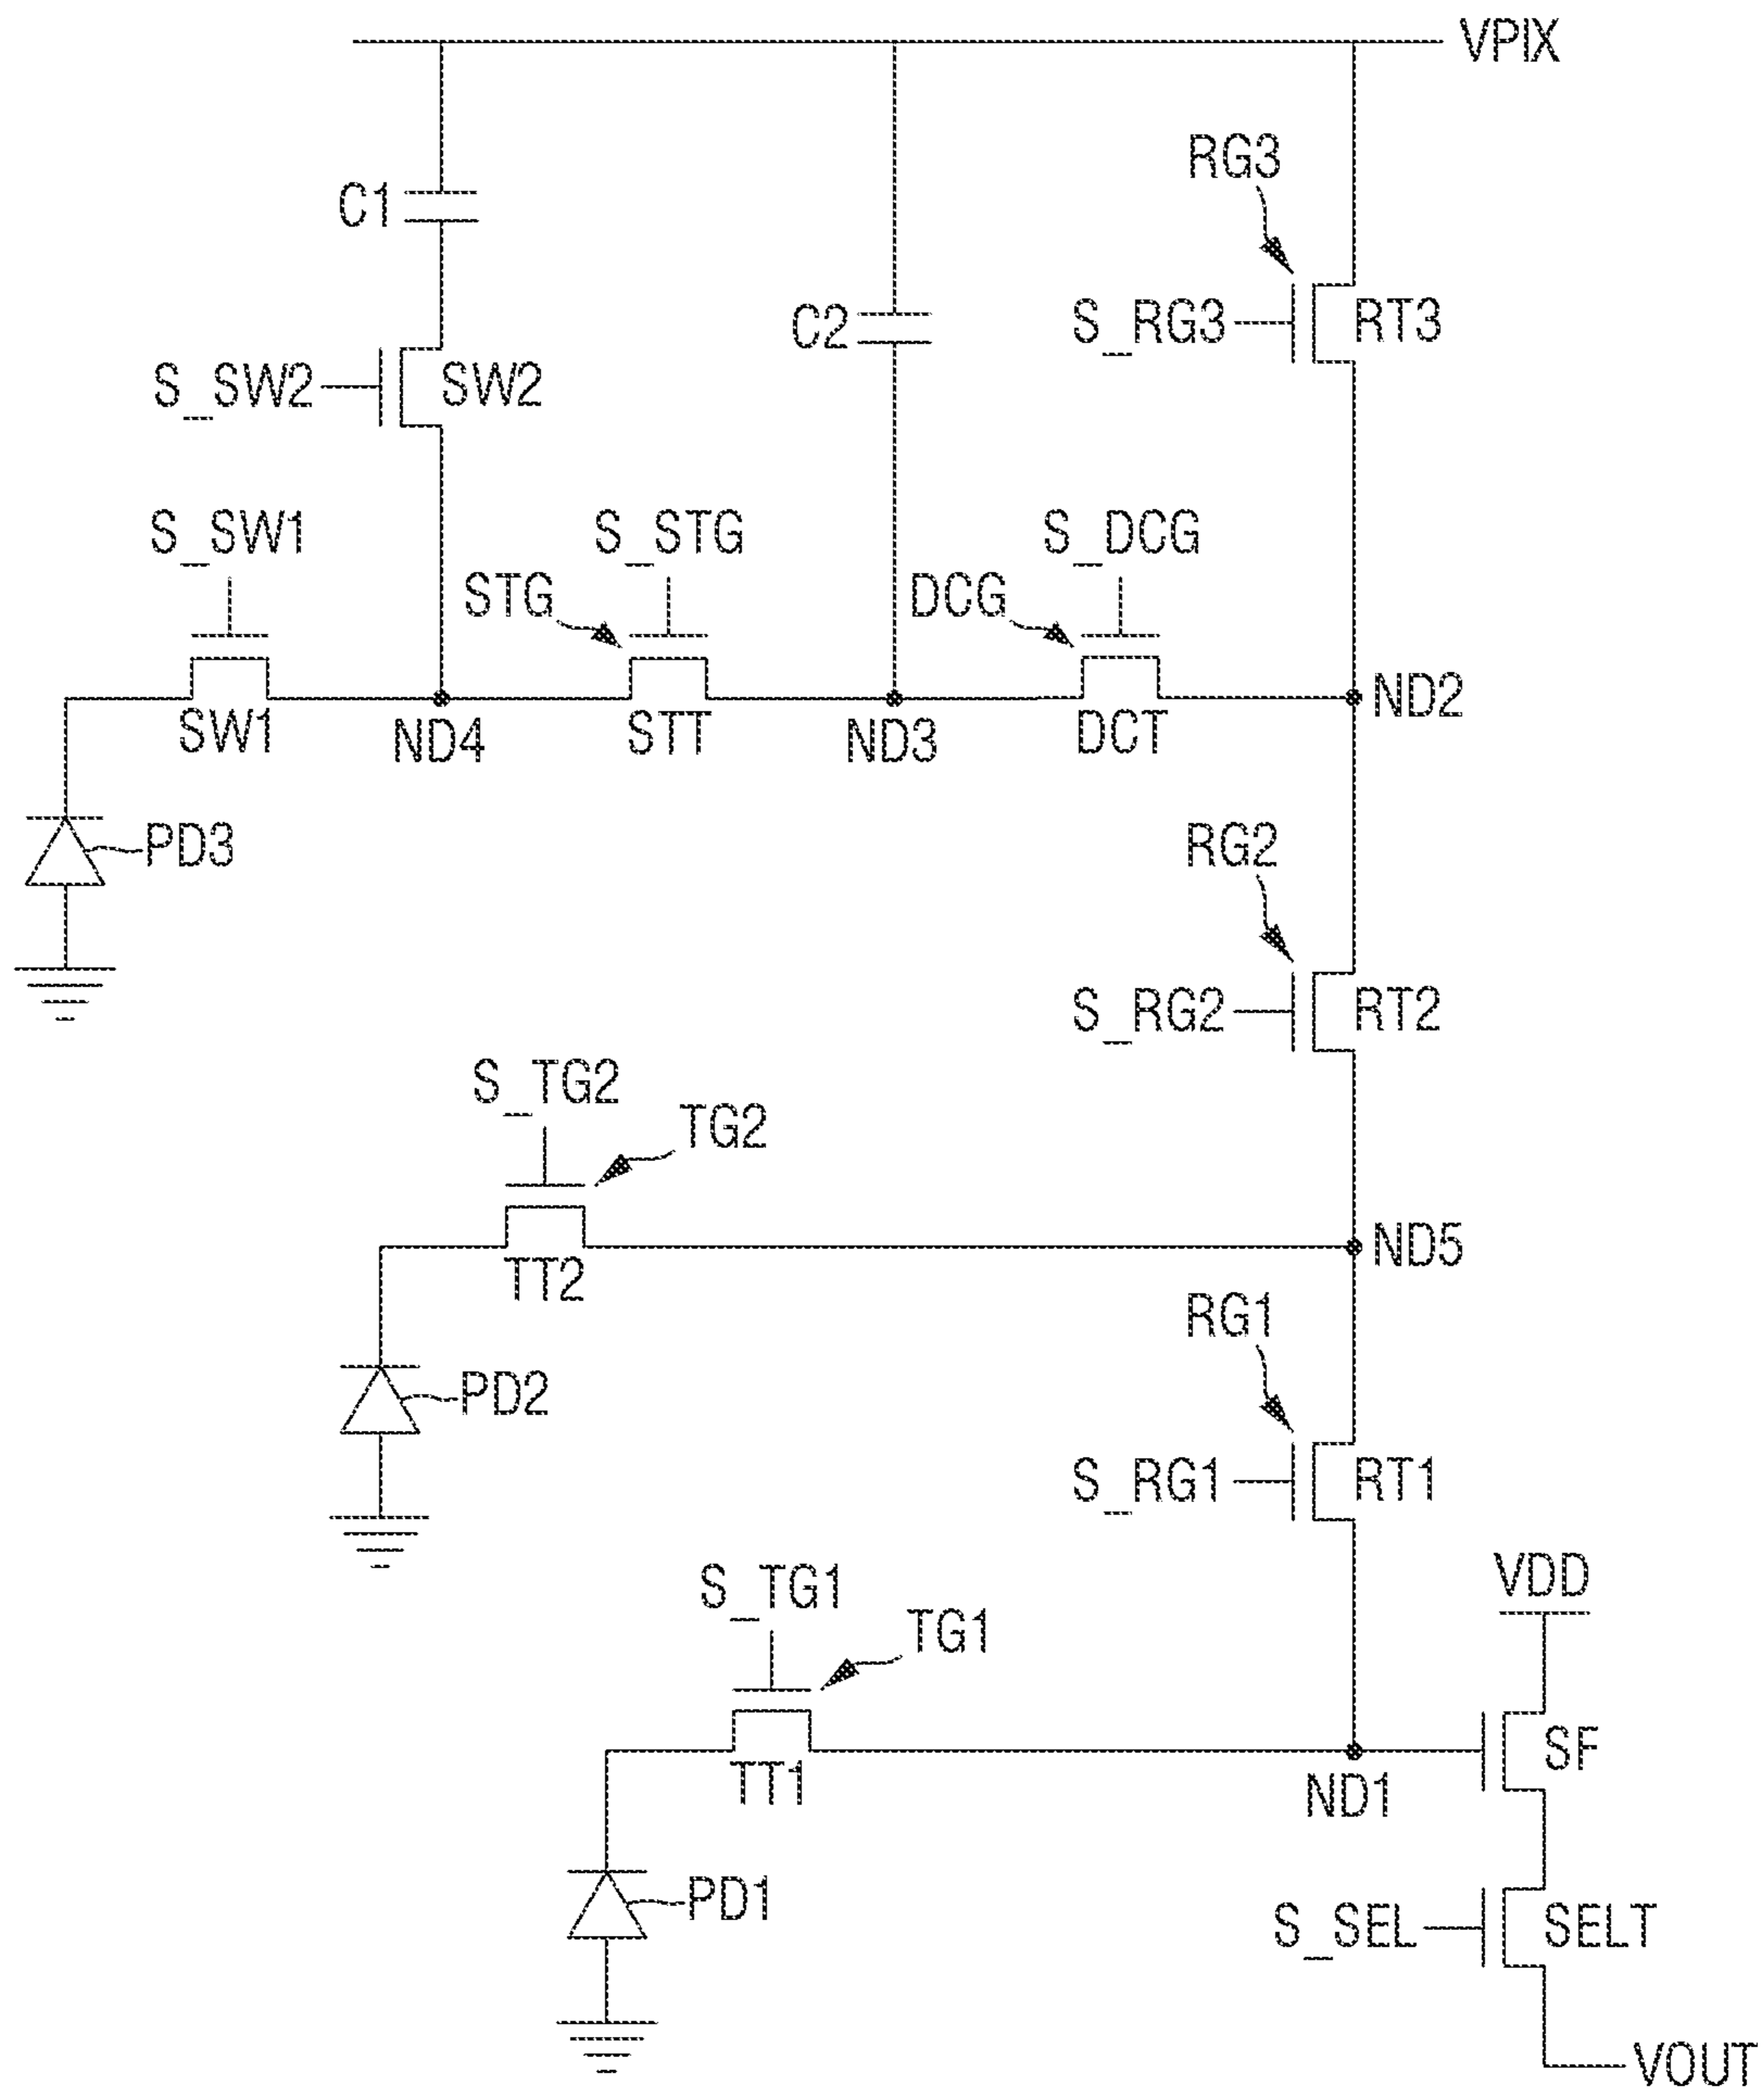 VPIX
RG3
C1
S_RG3
RT3
C2
S_SW2
SW2
S_SW1
S_STG
S_DCG
STG
DCG
ND2
SW1
ND4
STT
ND3
DCT
PD3
RG2
S_RG2
RT2
S_TG2
TG2
ND5
TT2
RG1
PD2
S_RG1
RT1
VDD
S_TG1
TG1
SF
TT1
ND1
PD1
S_SEL
SELT
VOUT